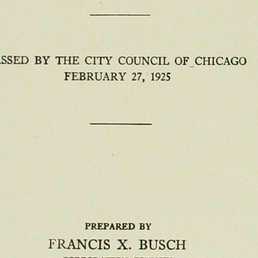 ASSED BY THE CITY COUNCIL OF CHICAGO
FEBRUARY 27, 1925
PREPARED BY
FRANCIS X. BUSCH